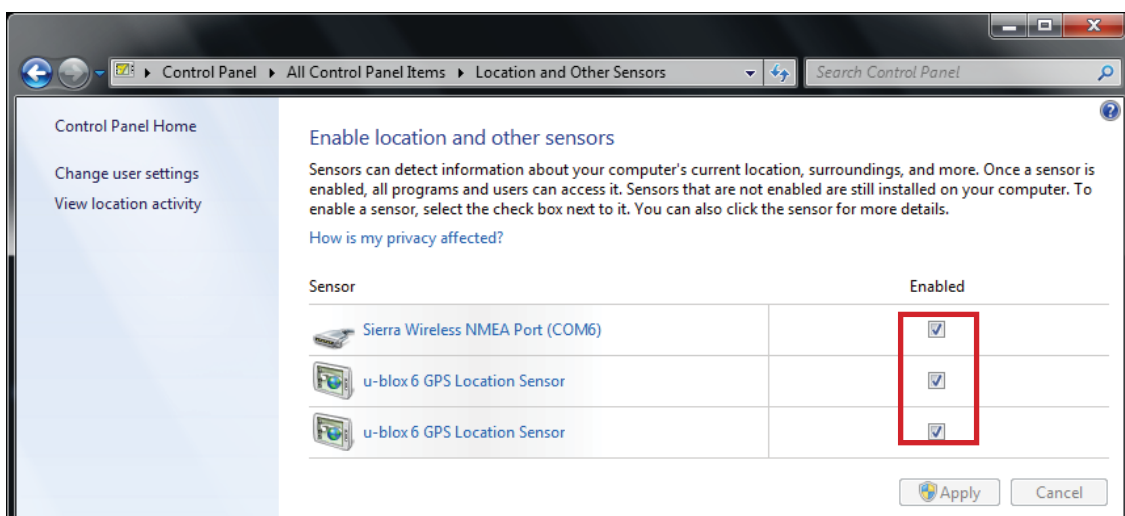 Control Panel ▸ All Control Panel Items ▸ Location and Other Sensors
Search Control Panel
Control Panel Home
Change user settings
View location activity
Enable location and other sensors
Sensors can detect information about your computer's current location, surroundings, and more. Once a sensor is
enabled, all programs and users can access it. Sensors that are not enabled are still installed on your computer. To
enable a sensor, select the check box next to it. You can also click the sensor for more details.
How is my privacy affected?
Sensor Enabled
Sierra Wireless NMEA Port (COM6)
u-blox 6 GPS Location Sensor
u-blox 6 GPS Location Sensor
Apply Cancel